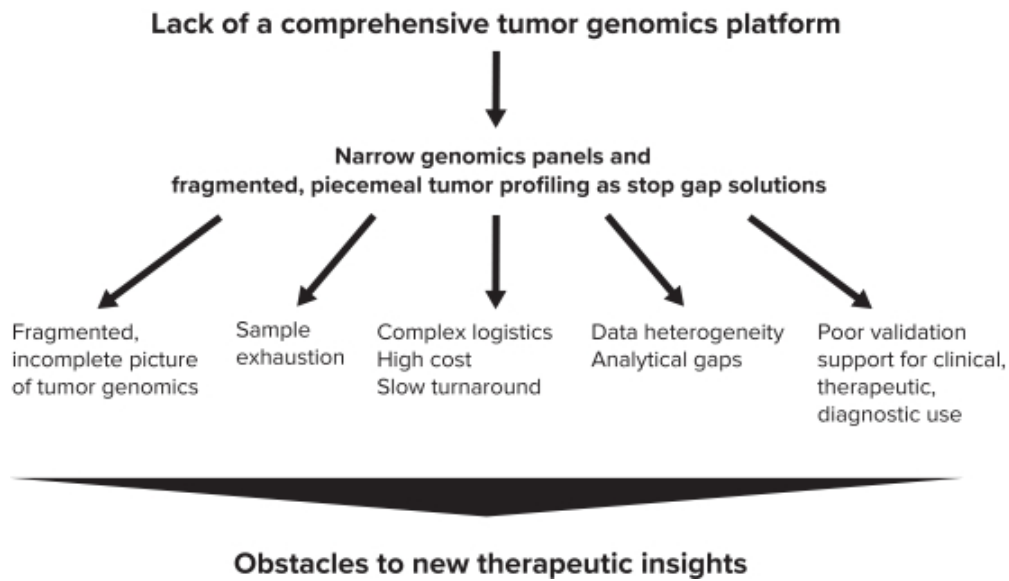 Lack of a comprehensive tumor genomics platform
Narrow genomics panels and
fragmented, piecemeal tumor profiling as stop gap solutions
Fragmented,
incomplete picture
of tumor genomics
Sample
exhaustion
Complex logistics
High cost
Slow turnaround
Data heterogeneity
Analytical gaps
Poor validation
support for clinical,
therapeutic,
diagnostic use
Obstacles to new therapeutic insights